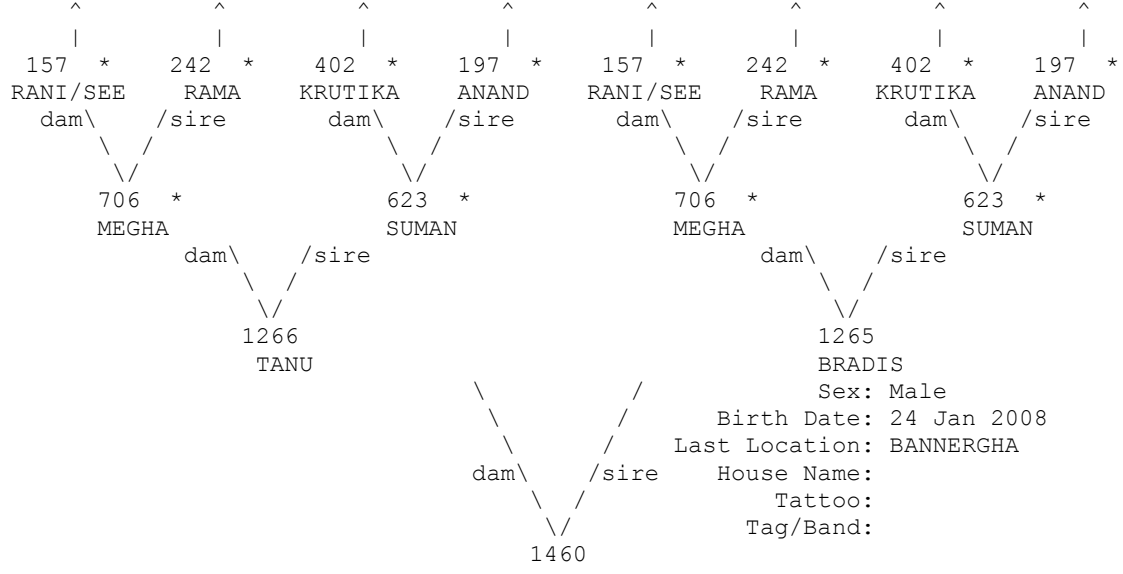 ^ ^ ^ ^ ^ ^ ^ ^
| | | | | | | |
157 * 242 * 402 * 197 * 157 * 242 * 402 * 197 *
RANI/SEE RAMA KRUTIKA ANAND RANI/SEE RAMA KRUTIKA ANAND
dam\ /sire dam\ /sire dam\ /sire dam\ /sire
\ / \ / \ / \ /
\/ \/ \/ \/
706 * 623 * 706 * 623 *
MEGHA SUMAN MEGHA SUMAN
dam\ /sire dam\ /sire
\ / \ /
\/ \/
1266 1265
TANU BRADIS
\ / Sex: Male
\ / Birth Date: 24 Jan 2008
\ / Last Location: BANNERGHA
dam\ /sire House Name:
\ / Tattoo:
\/ Tag/Band:
1460